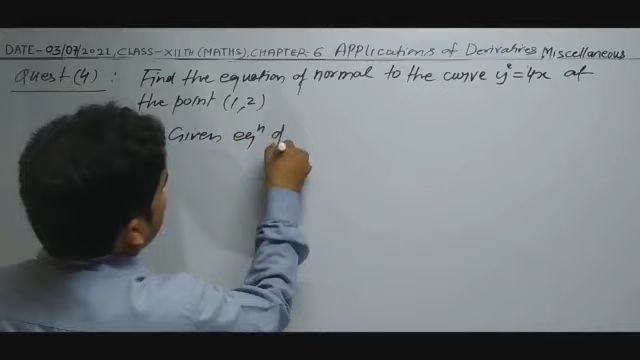 DATE-03/07/2021, CLASS-XIITH (MATHS), CHAPTER-6 Applications of Derivatives Miscellaneous
Quest (4) : Find the equation of normal to the curve y² = 4x at
the point (1, 2)
Given eqⁿ of